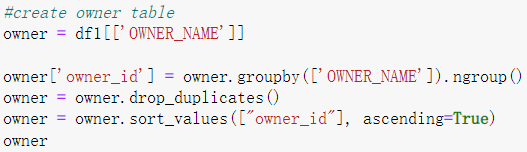 #create owner table
owner = df1[['OWNER_NAME']]
owner['owner_id'] = owner.groupby(['OWNER_NAME']).ngroup()
owner = owner.drop_duplicates()
owner = owner.sort_values(["owner_id"], ascending=True)
owner